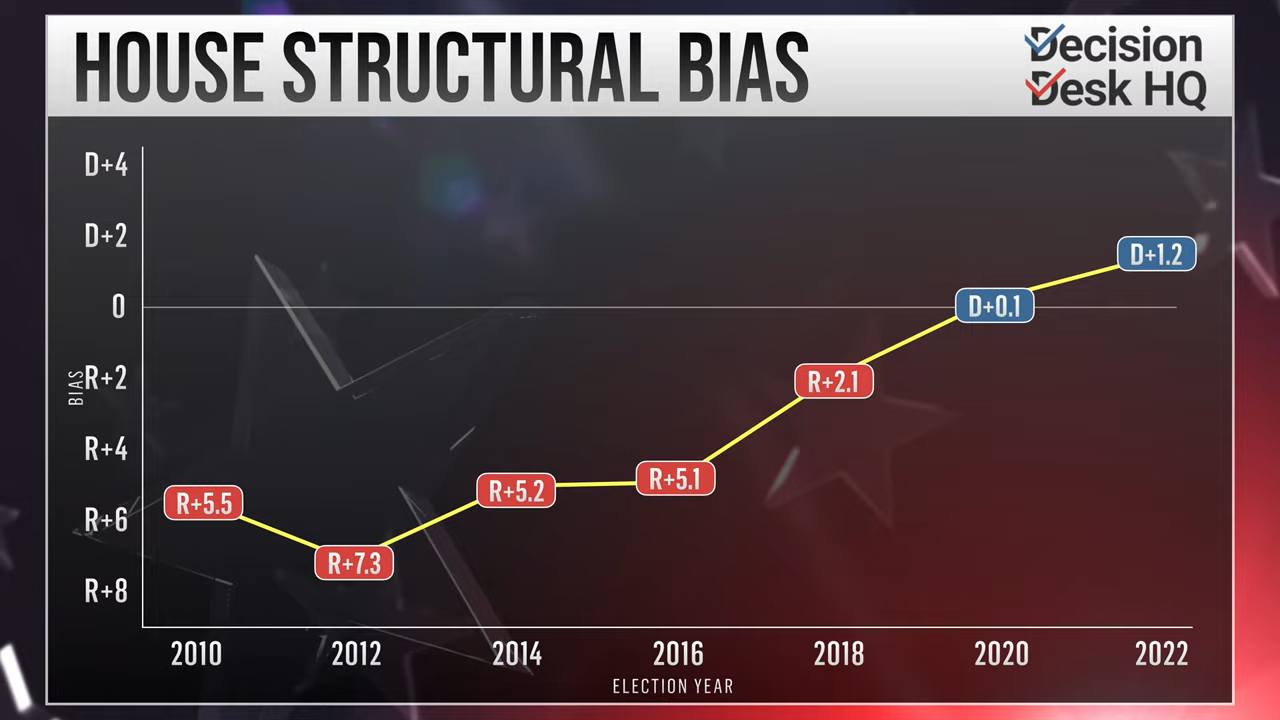 HOUSE STRUCTURAL BIAS
Decision
Desk HQ
D+4
D+2
0
R+2
R+4
R+6
R+8
BIAS
R+5.5
R+7.3
R+5.2
R+5.1
R+2.1
D+0.1
D+1.2
2010 2012 2014 2016 2018 2020 2022
ELECTION YEAR